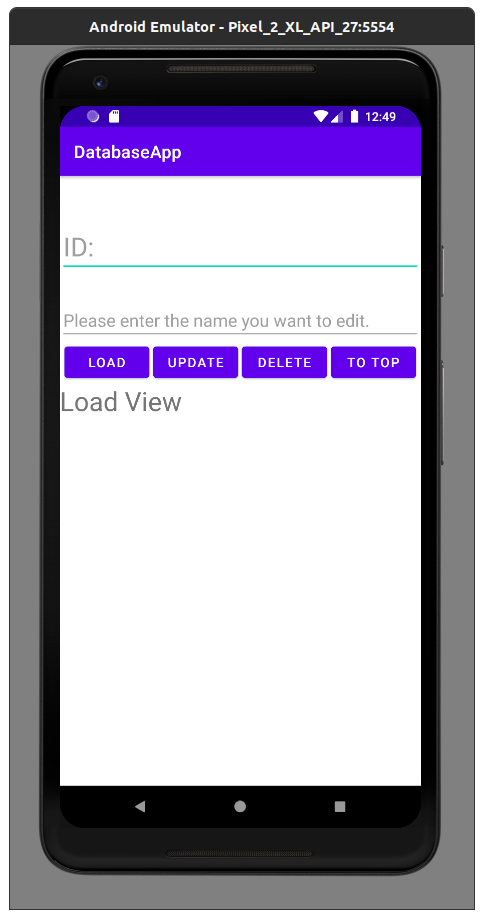 Android Emulator - Pixel_2_XL_API_27:5554
12:49
DatabaseApp
ID:
Please enter the name you want to edit.
LOAD UPDATE DELETE TO TOP
Load View